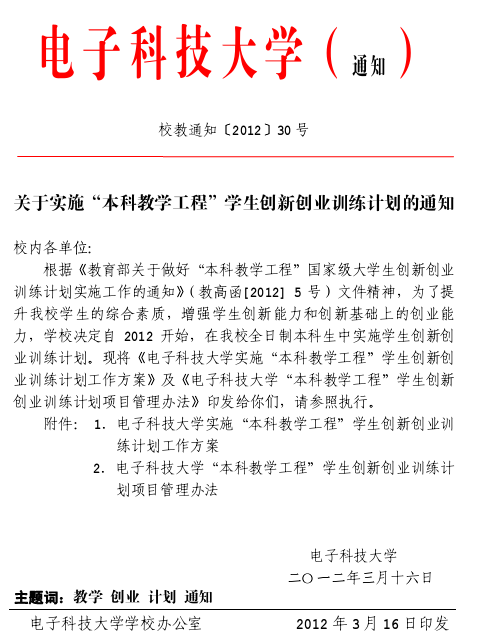 电子科技大学（通知）
校教通知〔2012〕30 号
关于实施“本科教学工程”学生创新创业训练计划的通知
校内各单位:
根据《教育部关于做好“本科教学工程”国家级大学生创新创业
训练计划实施工作的通知》（教高函[2012] 5 号）文件精神，为了提
升我校学生的综合素质，增强学生创新能力和创新基础上的创业能
力，学校决定自 2012 开始，在我校全日制本科生中实施学生创新创
业训练计划。现将《电子科技大学实施“本科教学工程”学生创新创
业训练计划工作方案》及《电子科技大学“本科教学工程”学生创新
创业训练计划项目管理办法》印发给你们，请参照执行。
附件: 1. 电子科技大学实施“本科教学工程”学生创新创业训
练计划工作方案
2. 电子科技大学“本科教学工程”学生创新创业训练计
划项目管理办法
电子科技大学
二〇一二年三月十六日
主题词: 教学 创业 计划 通知
电子科技大学学校办公室 2012 年 3 月 16 日印发